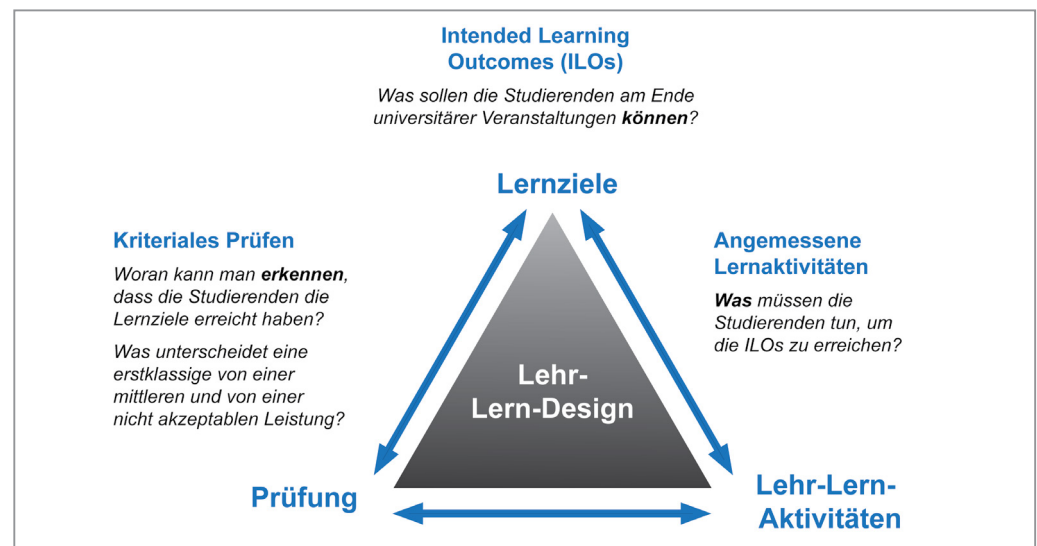 Intended Learning
Outcomes (ILOs)
Was sollen die Studierenden am Ende
universitärer Veranstaltungen können?
Lernziele
Kriteriales Prüfen
Woran kann man erkennen,
dass die Studierenden die
Lernziele erreicht haben?
Was unterscheidet eine
erstklassige von einer
mittleren und von einer
nicht akzeptablen Leistung?
Angemessene
Lernaktivitäten
Was müssen die
Studierenden tun, um
die ILOs zu erreichen?
Lehr-
Lern-Design
Prüfung
Lehr-Lern-
Aktivitäten